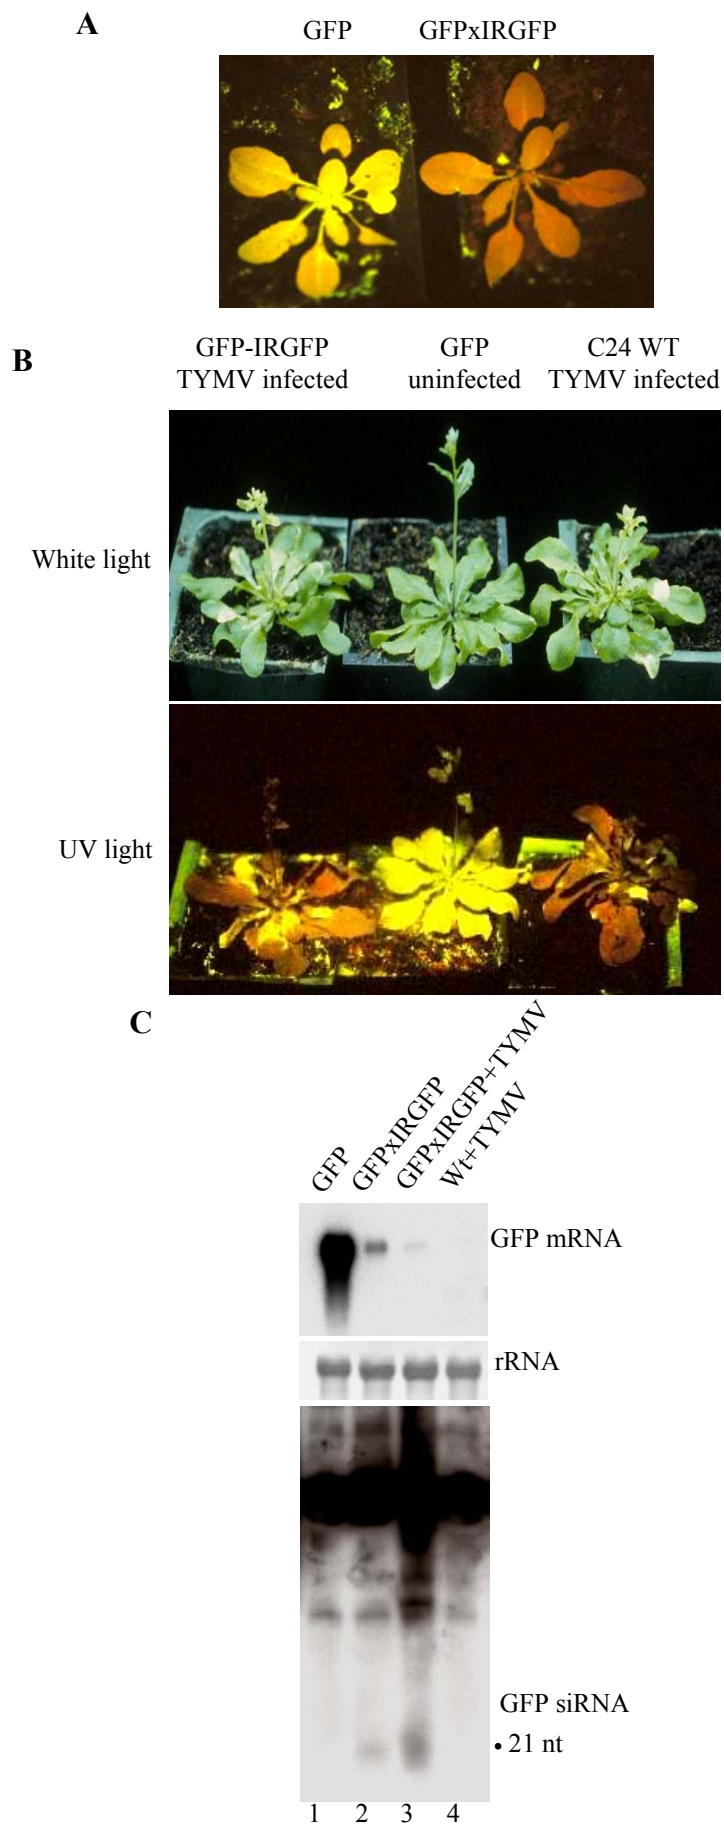 A
GFP GFPxIRGFP
B
GFP-IRGFP TYMV infected
GFP uninfected
C24 WT TYMV infected
White light
UV light
C
GFP
GFPxIRGFP
GFPxIRGFP+TYMV
Wt+TYMV
GFP mRNA
rRNA
GFP siRNA
• 21 nt
1 2 3 4